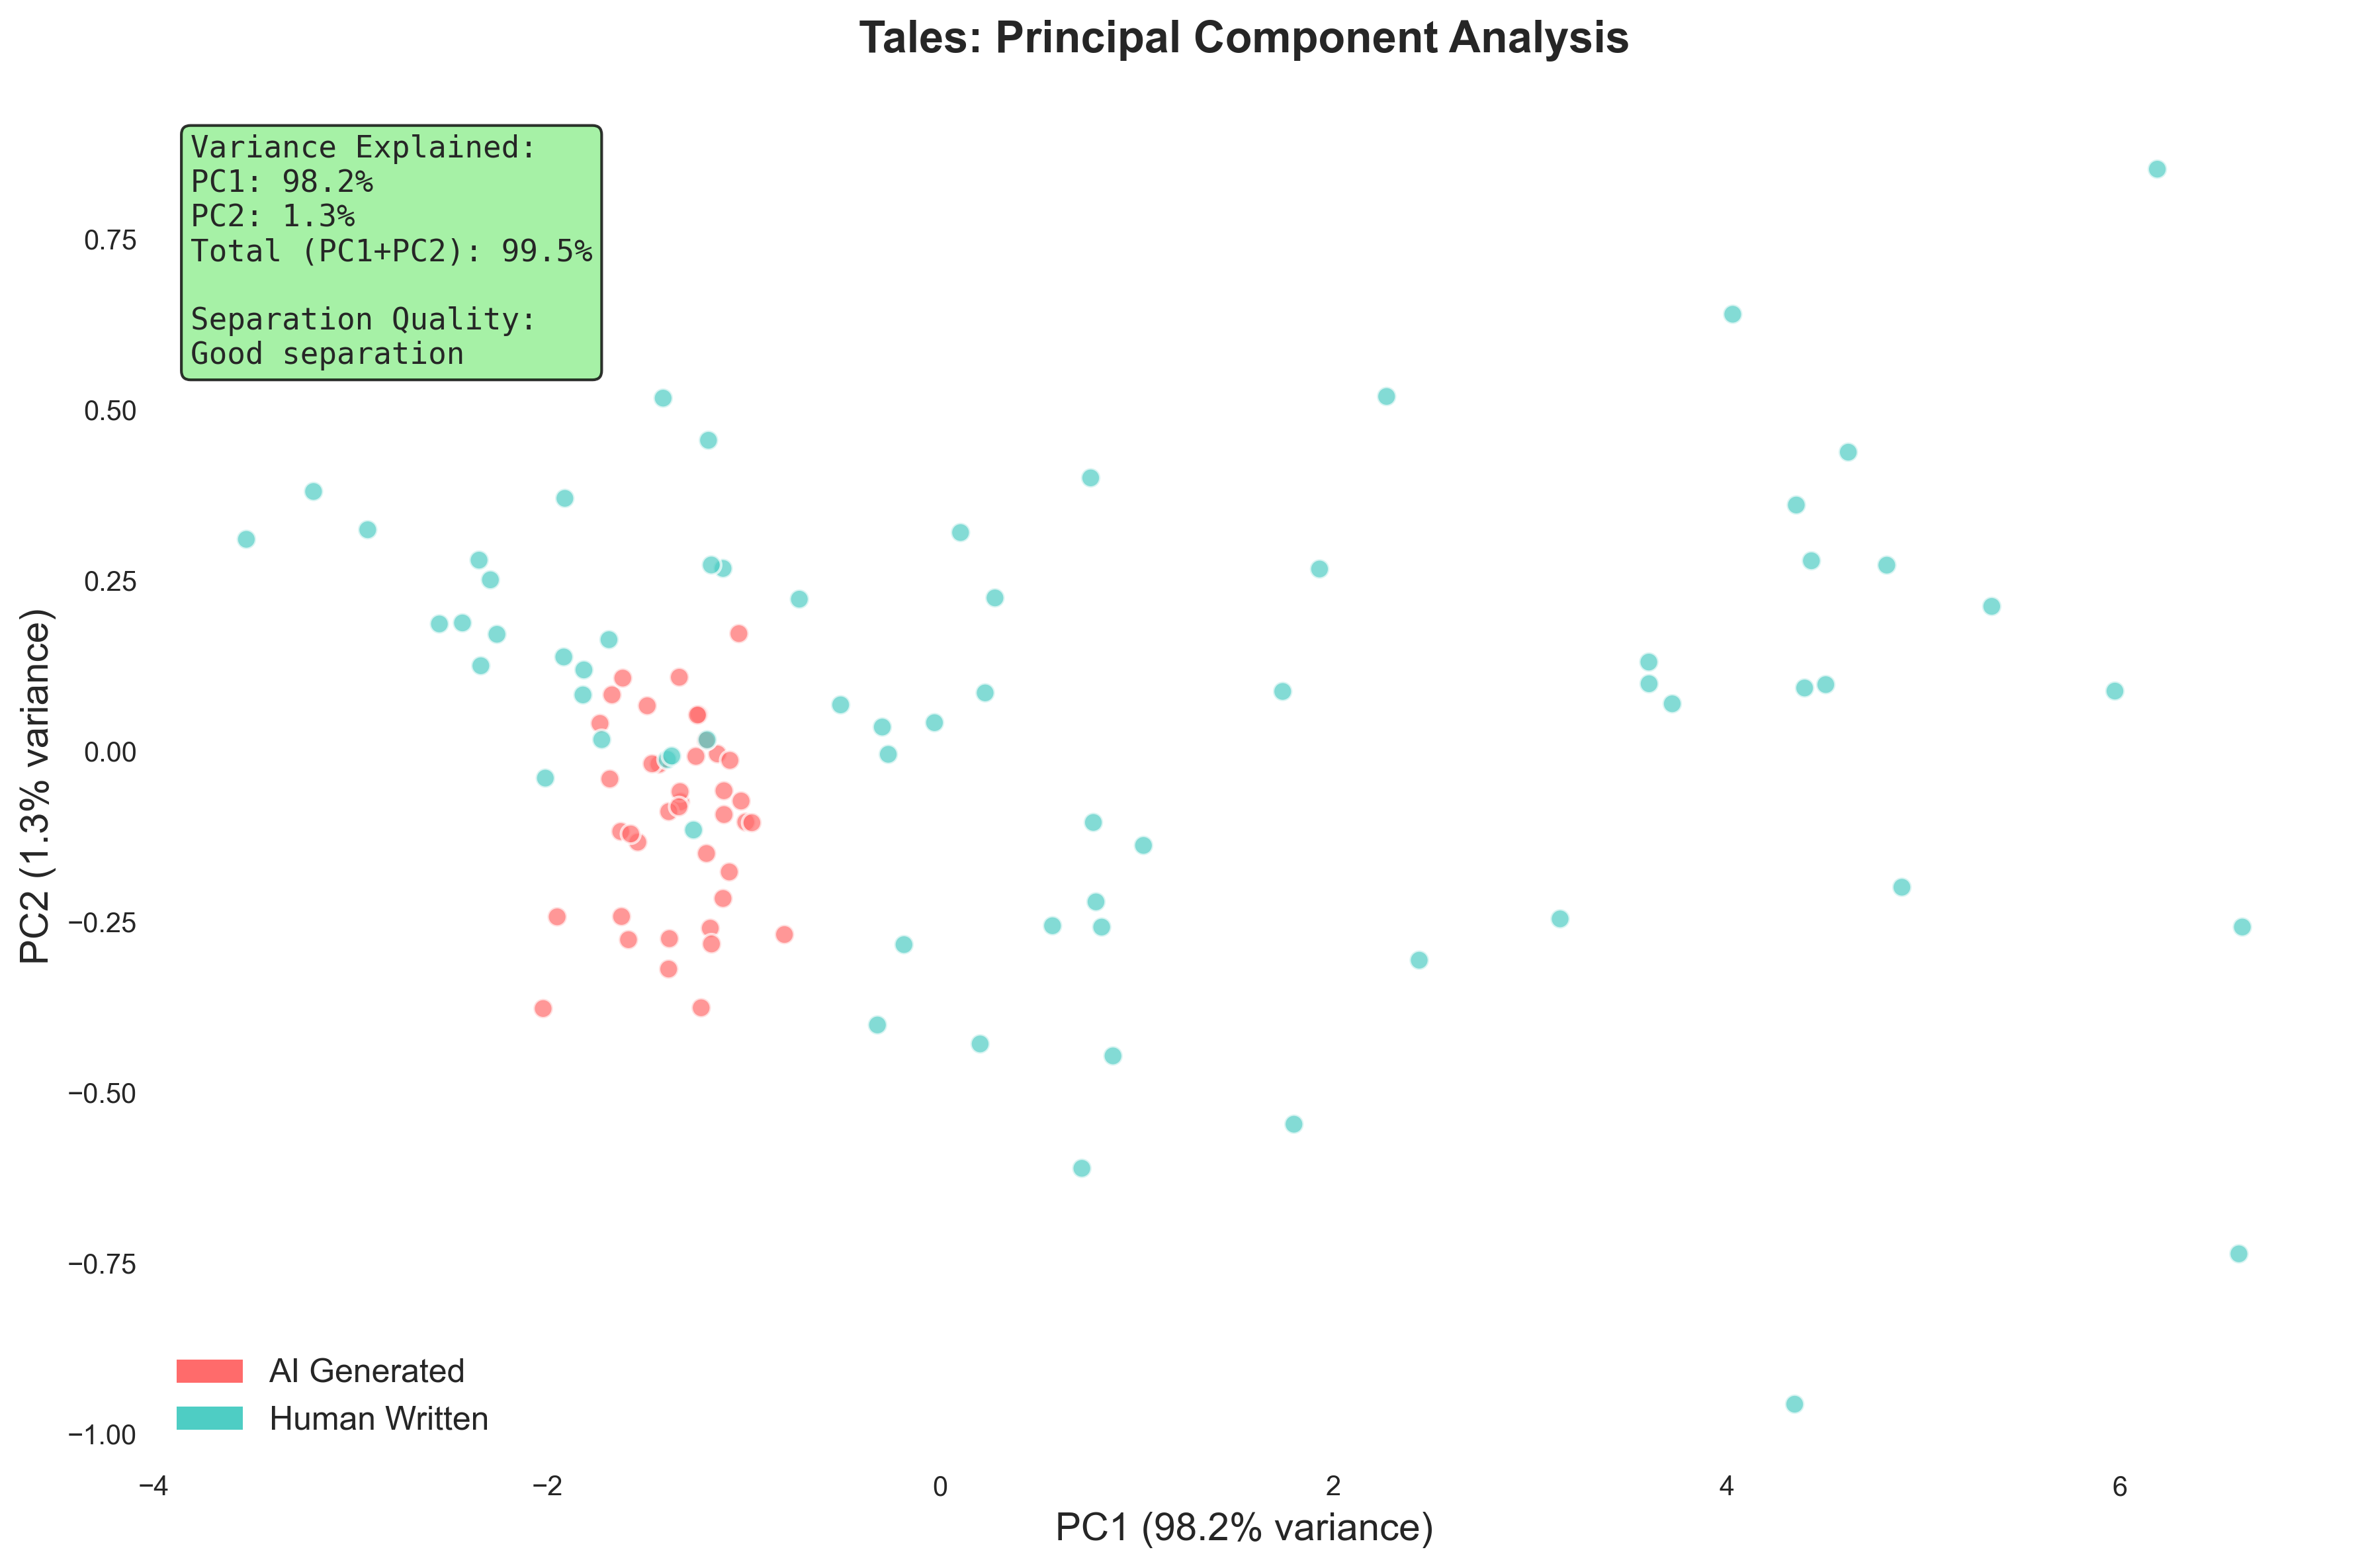 Tales: Principal Component Analysis
Variance Explained:
PC1: 98.2%
PC2: 1.3%
Total (PC1+PC2): 99.5%
Separation Quality:
Good separation
0.75
0.50
0.25
0.00
−0.25
−0.50
−0.75
−1.00
PC2 (1.3% variance)
AI Generated
Human Written
−4 −2 0 2 4 6
PC1 (98.2% variance)